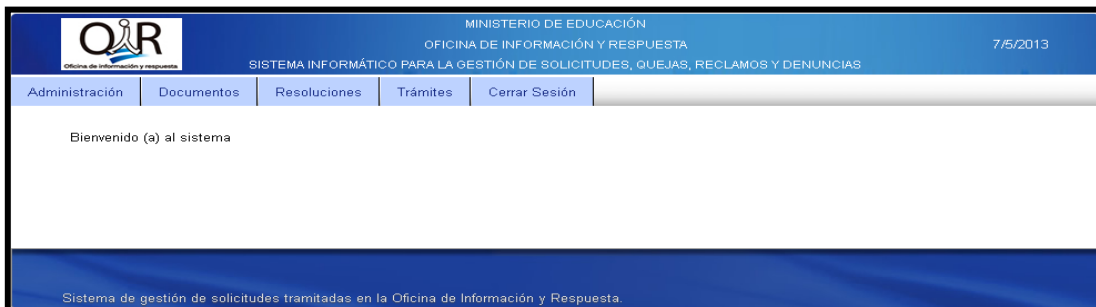 OIR
Oficina de información y respuesta
MINISTERIO DE EDUCACIÓN
OFICINA DE INFORMACIÓN Y RESPUESTA
SISTEMA INFORMÁTICO PARA LA GESTIÓN DE SOLICITUDES, QUEJAS, RECLAMOS Y DENUNCIAS
7/5/2013
Administración Documentos Resoluciones Trámites Cerrar Sesión
Bienvenido (a) al sistema
Sistema de gestión de solicitudes tramitadas en la Oficina de Información y Respuesta.